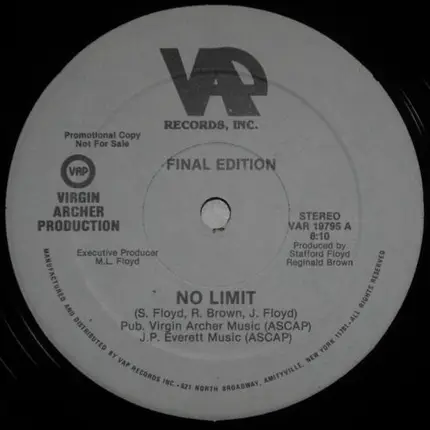 VAP
RECORDS, INC.
Promotional Copy
Not For Sale
FINAL EDITION
VAP
VIRGIN
ARCHER
PRODUCTION
STEREO
VAR 19795 A
8:10
Produced by
Stafford Floyd
Reginald Brown
Executive Producer
M.L. Floyd
NO LIMIT
(S. Floyd, R. Brown, J. Floyd)
Pub. Virgin Archer Music (ASCAP)
J.P. Everett Music (ASCAP)
MANUFACTURED AND DISTRIBUTED BY VAP RECORDS INC. - 521 NORTH BROADWAY, AMITYVILLE, NEW YORK 11701 - ALL RIGHTS RESERVED